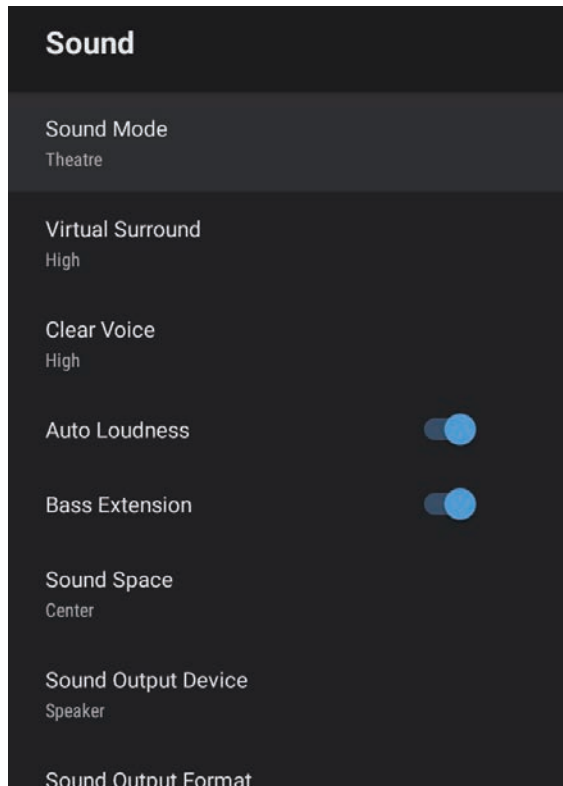 Sound
Sound Mode
Theatre
Virtual Surround
High
Clear Voice
High
Auto Loudness
Bass Extension
Sound Space
Center
Sound Output Device
Speaker
Sound Output Format